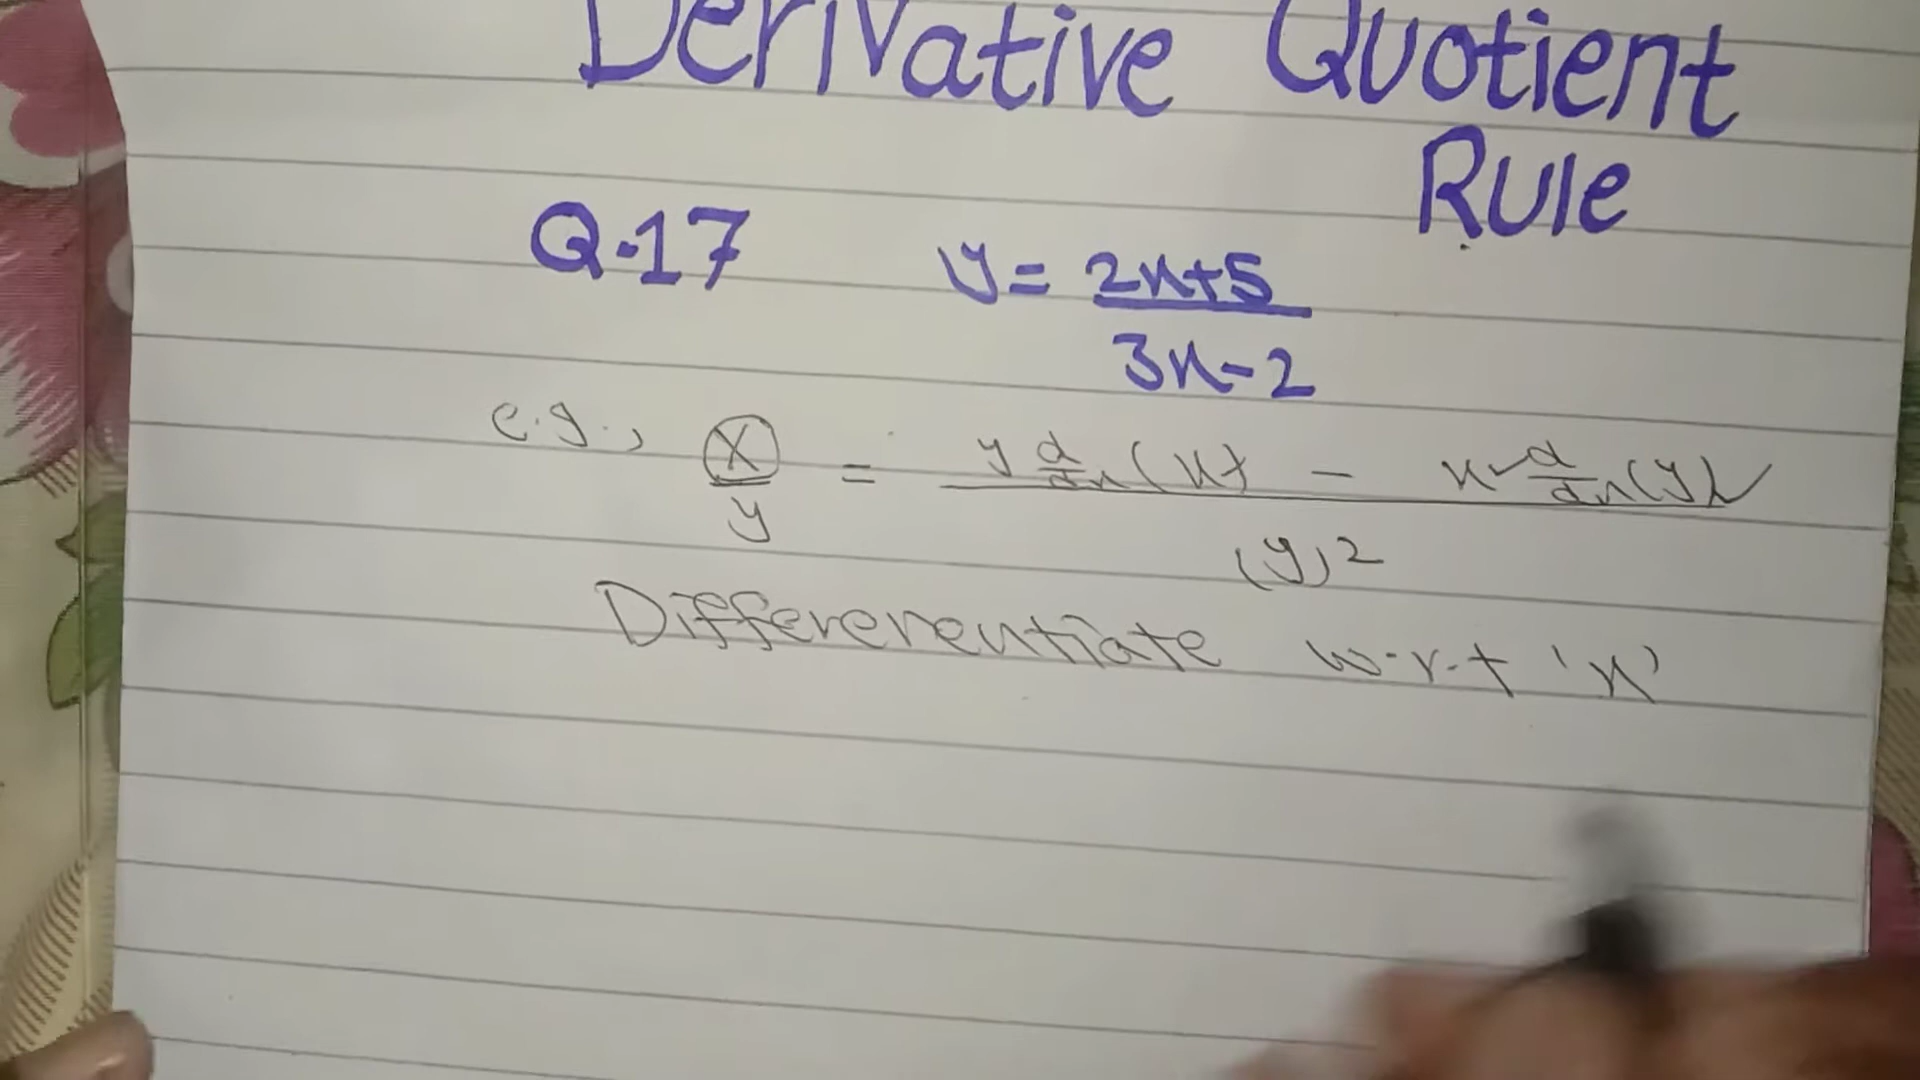 Derivative Quotient
Rule
Q.17 y = 2x+5
3x-2
e.g., x/y = y d/dx (x) - x d/dx (y)
(y)2
Differerentiate w.r.t 'x'